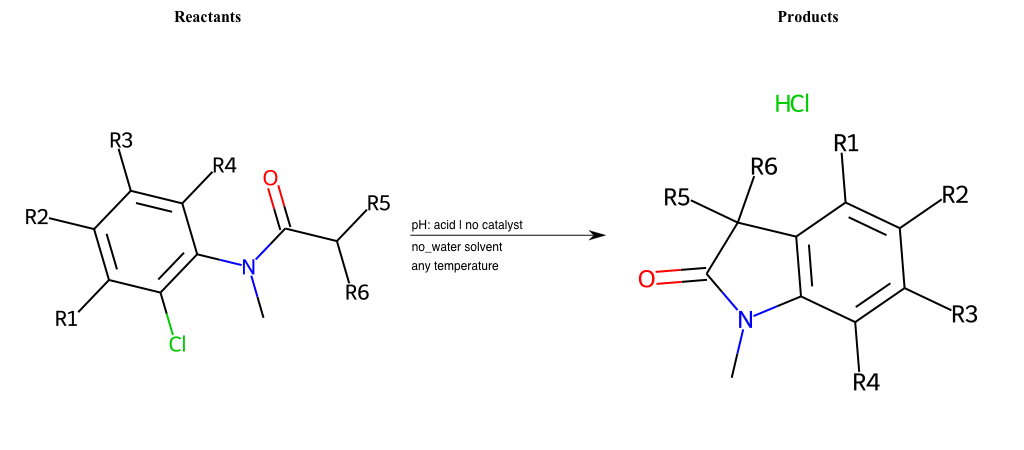 Reactants
Products
HCl
R3
R4
O
R5
R2
N
R6
R1
Cl
pH: acid | no catalyst
no_water solvent
any temperature
R1
R6
R5
R2
O
N
R3
R4